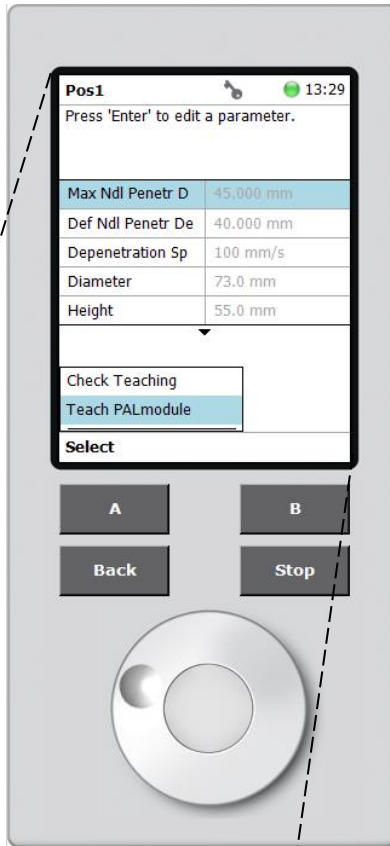 Pos1 13:29
Press 'Enter' to edit a parameter.
Max Ndl Penetr D 45.000 mm
Def Ndl Penetr De 40.000 mm
Depenetration Sp 100 mm/s
Diameter 73.0 mm
Height 55.0 mm
Check Teaching
Teach PALmodule
Select
A B
Back Stop